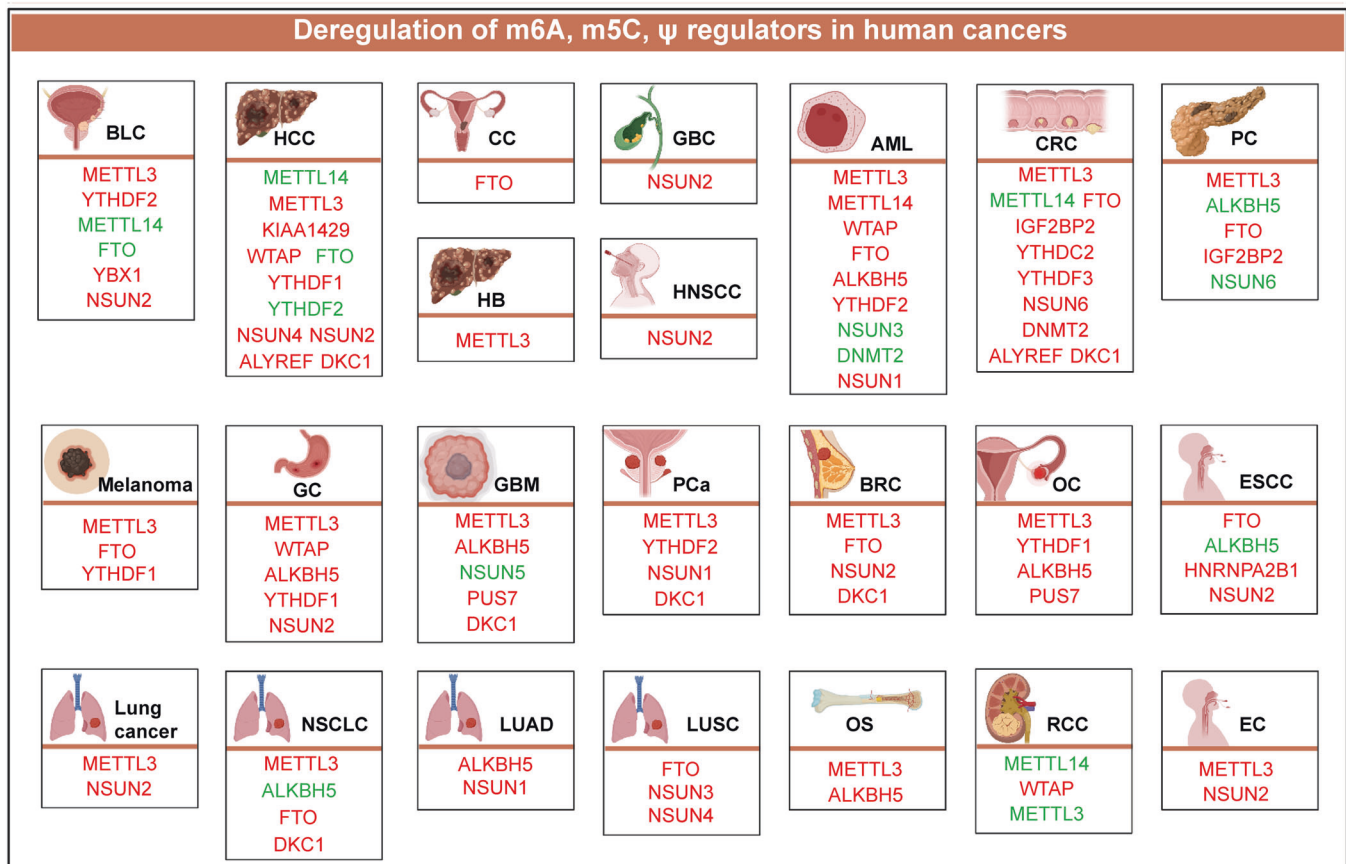 Deregulation of m6A, m5C, ψ regulators in human cancers
BLC
METTL3
YTHDF2
METTL14
FTO
YBX1
NSUN2
HCC
METTL14
METTL3
KIAA1429
WTAP FTO
YTHDF1
YTHDF2
NSUN4 NSUN2
ALYREF DKC1
CC
FTO
HB
METTL3
GBC
NSUN2
HNSCC
NSUN2
AML
METTL3
METTL14
WTAP
FTO
ALKBH5
YTHDF2
NSUN3
DNMT2
NSUN1
CRC
METTL3
METTL14 FTO
IGF2BP2
YTHDC2
YTHDF3
NSUN6
DNMT2
ALYREF DKC1
PC
METTL3
ALKBH5
FTO
IGF2BP2
NSUN6
Melanoma
METTL3
FTO
YTHDF1
GC
METTL3
WTAP
ALKBH5
YTHDF1
NSUN2
GBM
METTL3
ALKBH5
NSUN5
PUS7
DKC1
PCa
METTL3
YTHDF2
NSUN1
DKC1
BRC
METTL3
FTO
NSUN2
DKC1
OC
METTL3
YTHDF1
ALKBH5
PUS7
ESCC
FTO
ALKBH5
HNRNPA2B1
NSUN2
Lung
cancer
METTL3
NSUN2
NSCLC
METTL3
ALKBH5
FTO
DKC1
LUAD
ALKBH5
NSUN1
LUSC
FTO
NSUN3
NSUN4
OS
METTL3
ALKBH5
RCC
METTL14
WTAP
METTL3
EC
METTL3
NSUN2